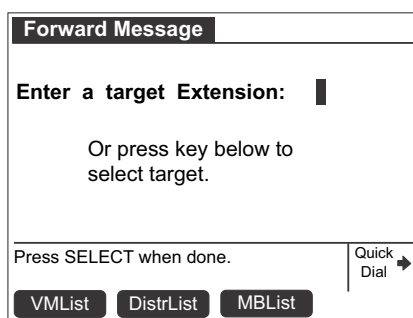 Forward Message
Enter a target Extension:
Or press key below to
select target.
Press SELECT when done.
Quick
Dial
VMList DistrList MBList